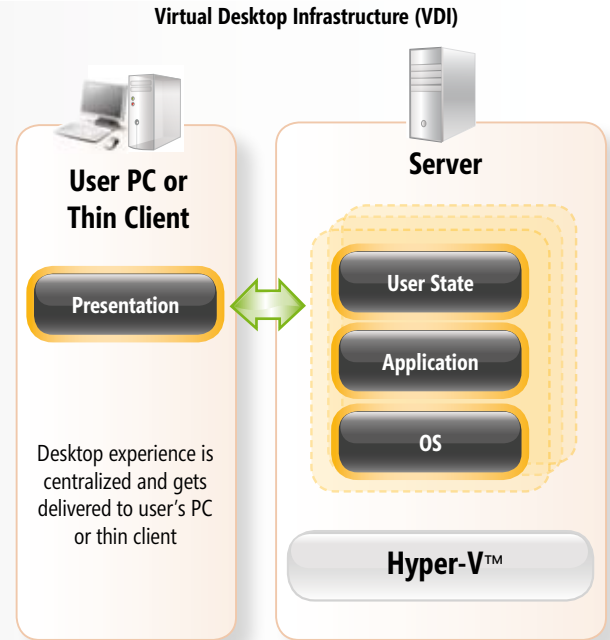 Virtual Desktop Infrastructure (VDI)
User PC or
Thin Client
Presentation
Desktop experience is
centralized and gets
delivered to user's PC
or thin client
Server
User State
Application
OS
Hyper-V™